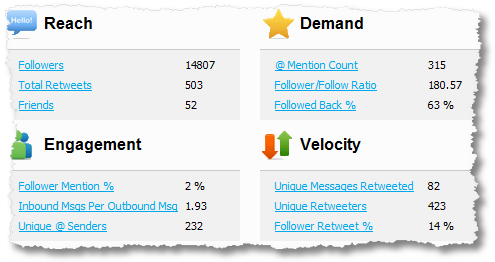 Hello!
Reach
Followers 14807
Total Retweets 503
Friends 52
Demand
@ Mention Count 315
Follower/Follow Ratio 180.57
Followed Back % 63 %
Engagement
Follower Mention % 2 %
Inbound Msgs Per Outbound Msg 1.93
Unique @ Senders 232
Velocity
Unique Messages Retweeted 82
Unique Retweeters 423
Follower Retweet % 14 %